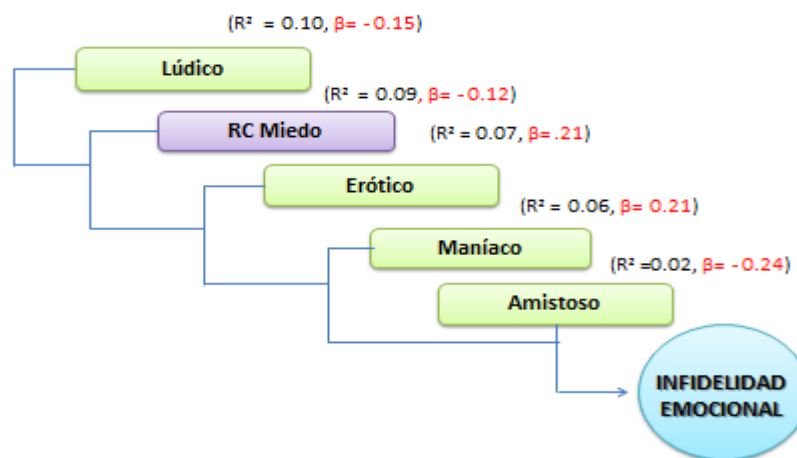 (R² = 0.10, β= -0.15)
Lúdico
(R² = 0.09, β= -0.12)
RC Miedo
(R² = 0.07, β=.21)
Erótico
(R² = 0.06, β= 0.21)
Maníaco
(R² =0.02, β= -0.24)
Amistoso
INFIDELIDAD
EMOCIONAL